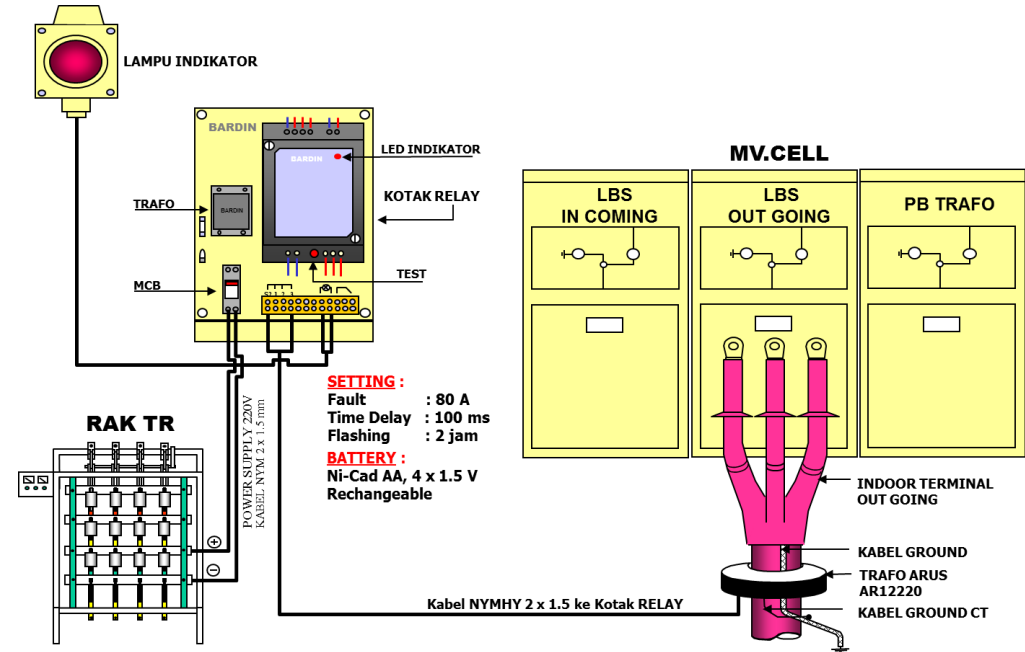 LAMPU INDIKATOR
BARDIN
BARDIN
LED INDIKATOR
KOTAK RELAY
TRAFO
BARDIN
TEST
MCB
MV.CELL
LBS
IN COMING
LBS
OUT GOING
PB TRAFO
SETTING :
Fault : 80 A
Time Delay : 100 ms
Flashing : 2 jam
BATTERY :
Ni-Cad AA, 4 x 1.5 V
Rechangeable
RAK TR
POWER SUPPLY 220V
KABEL NYM 2 x 1.5 mm
+
−
INDOOR TERMINAL
OUT GOING
KABEL GROUND
TRAFO ARUS
AR12220
KABEL GROUND CT
Kabel NYMHY 2 x 1.5 ke Kotak RELAY